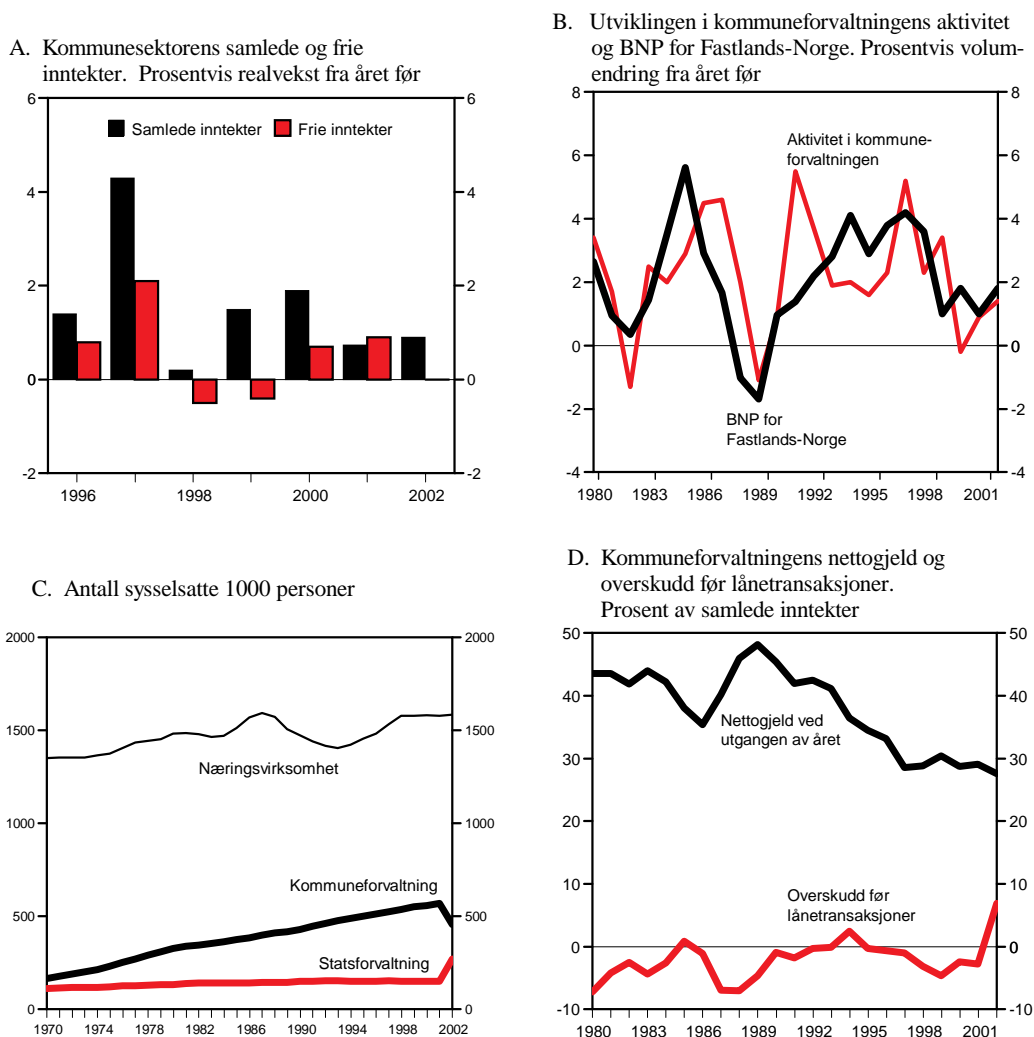 A. Kommunesektorens samlede og frie
inntekter. Prosentvis realvekst fra året før
6 6
Samlede inntekter Frie inntekter
4 4
2 2
0 0
-2 -2
1996 1998 2000 2002
B. Utviklingen i kommuneforvaltningens aktivitet
og BNP for Fastlands-Norge. Prosentvis volum-
endring fra året før
8 8
Aktivitet i kommune-
forvaltningen
6 6
4 4
2 2
0 0
-2 -2
BNP for
Fastlands-Norge
-4 -4
1980 1983 1986 1989 1992 1995 1998 2001
C. Antall sysselsatte 1000 personer
2000 2000
1500 1500
Næringsvirksomhet
1000 1000
Kommuneforvaltning
500 500
Statsforvaltning
0 0
1970 1974 1978 1982 1986 1990 1994 1998 2002
D. Kommuneforvaltningens nettogjeld og
overskudd før lånetransaksjoner.
Prosent av samlede inntekter
50 50
40 40
Nettogjeld ved
utgangen av året
30 30
20 20
10 10
Overskudd før
lånetransaksjoner
0 0
-10 -10
1980 1983 1986 1989 1992 1995 1998 2001